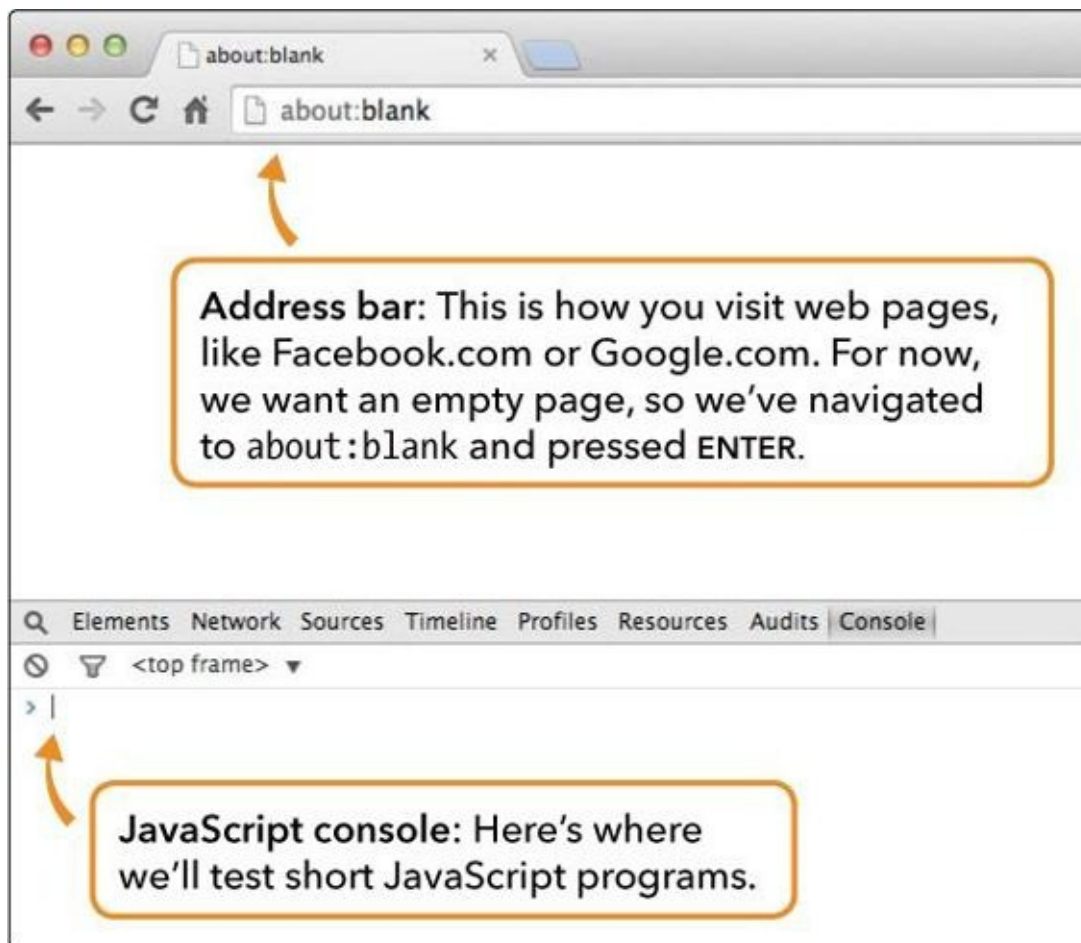 about:blank
about:blank
Address bar: This is how you visit web pages,
like Facebook.com or Google.com. For now,
we want an empty page, so we’ve navigated
to about:blank and pressed ENTER.
Elements Network Sources Timeline Profiles Resources Audits Console
<top frame>
JavaScript console: Here’s where
we’ll test short JavaScript programs.